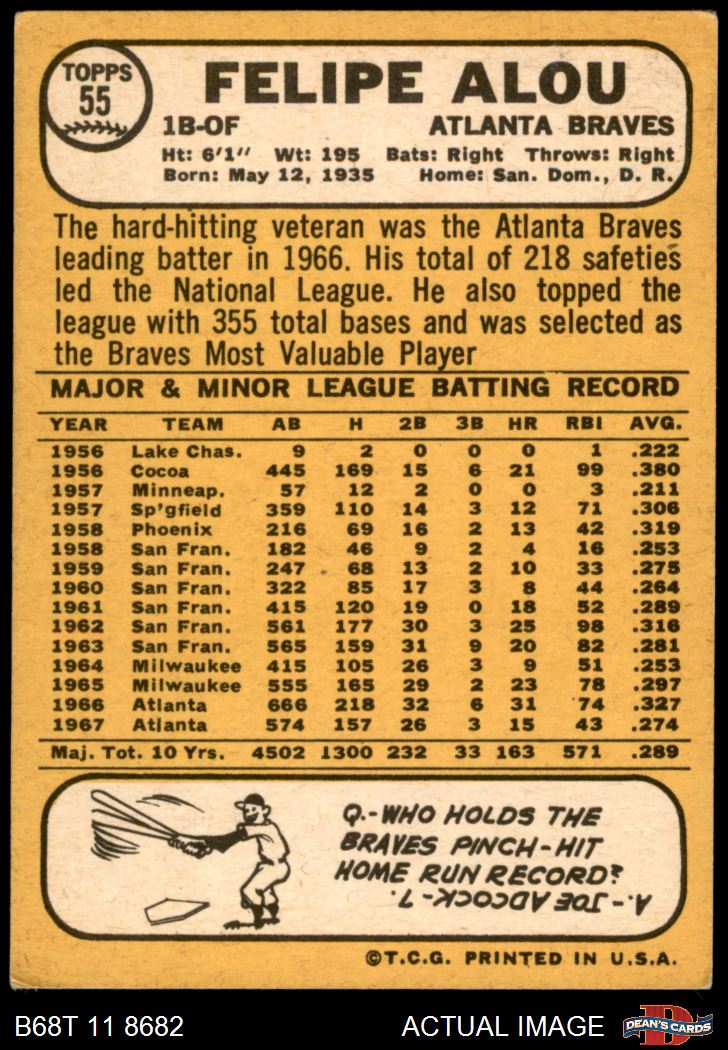 TOPPS
55
FELIPE ALOU
1B-OF ATLANTA BRAVES
Ht: 6'1" Wt: 195 Bats: Right Throws: Right
Born: May 12, 1935 Home: San. Dom., D. R.
The hard-hitting veteran was the Atlanta Braves
leading batter in 1966. His total of 218 safeties
led the National League. He also topped the
league with 355 total bases and was selected as
the Braves Most Valuable Player
MAJOR & MINOR LEAGUE BATTING RECORD
YEAR TEAM AB H 2B 3B HR RBI AVG.
1956 Lake Chas. 9 2 0 0 0 1 .222
1956 Cocoa 445 169 15 6 21 99 .380
1957 Minneap. 57 12 2 0 0 3 .211
1957 Sp'gfield 359 110 14 3 12 71 .306
1958 Phoenix 216 69 16 2 13 42 .319
1958 San Fran. 182 46 9 2 4 16 .253
1959 San Fran. 247 68 13 2 10 33 .275
1960 San Fran. 322 85 17 3 8 44 .264
1961 San Fran. 415 120 19 0 18 52 .289
1962 San Fran. 561 177 30 3 25 98 .316
1963 San Fran. 565 159 31 9 20 82 .281
1964 Milwaukee 415 105 26 3 9 51 .253
1965 Milwaukee 555 165 29 2 23 78 .297
1966 Atlanta 666 218 32 6 31 74 .327
1967 Atlanta 574 157 26 3 15 43 .274
Maj. Tot. 10 Yrs. 4502 1300 232 33 163 571 .289
Q.-WHO HOLDS THE
BRAVES PINCH-HIT
HOME RUN RECORD?
A.-JOE ADCOCK-7.
©T.C.G. PRINTED IN U.S.A.
B68T 11 8682 ACTUAL IMAGE D DEAN'S CARDS